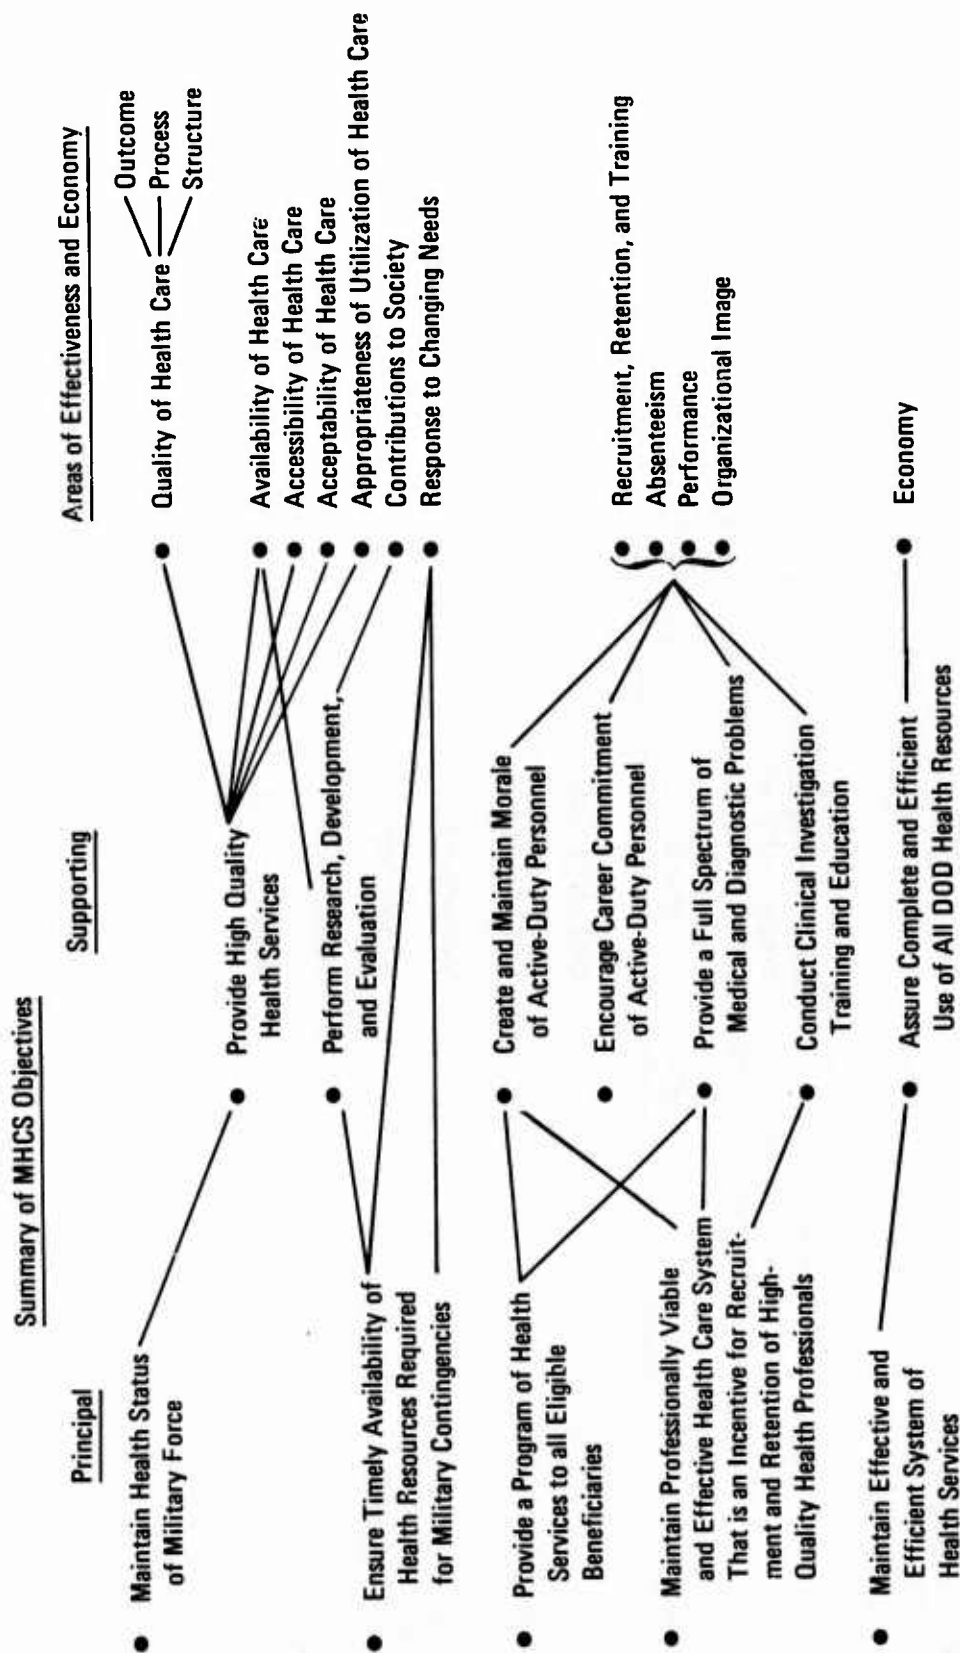 Summary of MHCS Objectives
Principal
Supporting
Areas of Effectiveness and Economy
Maintain Health Status
of Military Force
Ensure Timely Availability of
Health Resources Required
for Military Contingencies
Provide a Program of Health
Services to all Eligible
Beneficiaries
Maintain Professionally Viable
and Effective Health Care System
That is an Incentive for Recruit-
ment and Retention of High-
Quality Health Professionals
Maintain Effective and
Efficient System of
Health Services
Provide High Quality
Health Services
Perform Research, Development,
and Evaluation
Create and Maintain Morale
of Active-Duty Personnel
Encourage Career Commitment
of Active-Duty Personnel
Provide a Full Spectrum of
Medical and Diagnostic Problems
Conduct Clinical Investigation
Training and Education
Assure Complete and Efficient
Use of All DOD Health Resources
Quality of Health Care
Outcome
Process
Structure
Availability of Health Care
Accessibility of Health Care
Acceptability of Health Care
Appropriateness of Utilization of Health Care
Contributions to Society
Response to Changing Needs
Recruitment, Retention, and Training
Absenteeism
Performance
Organizational Image
Economy